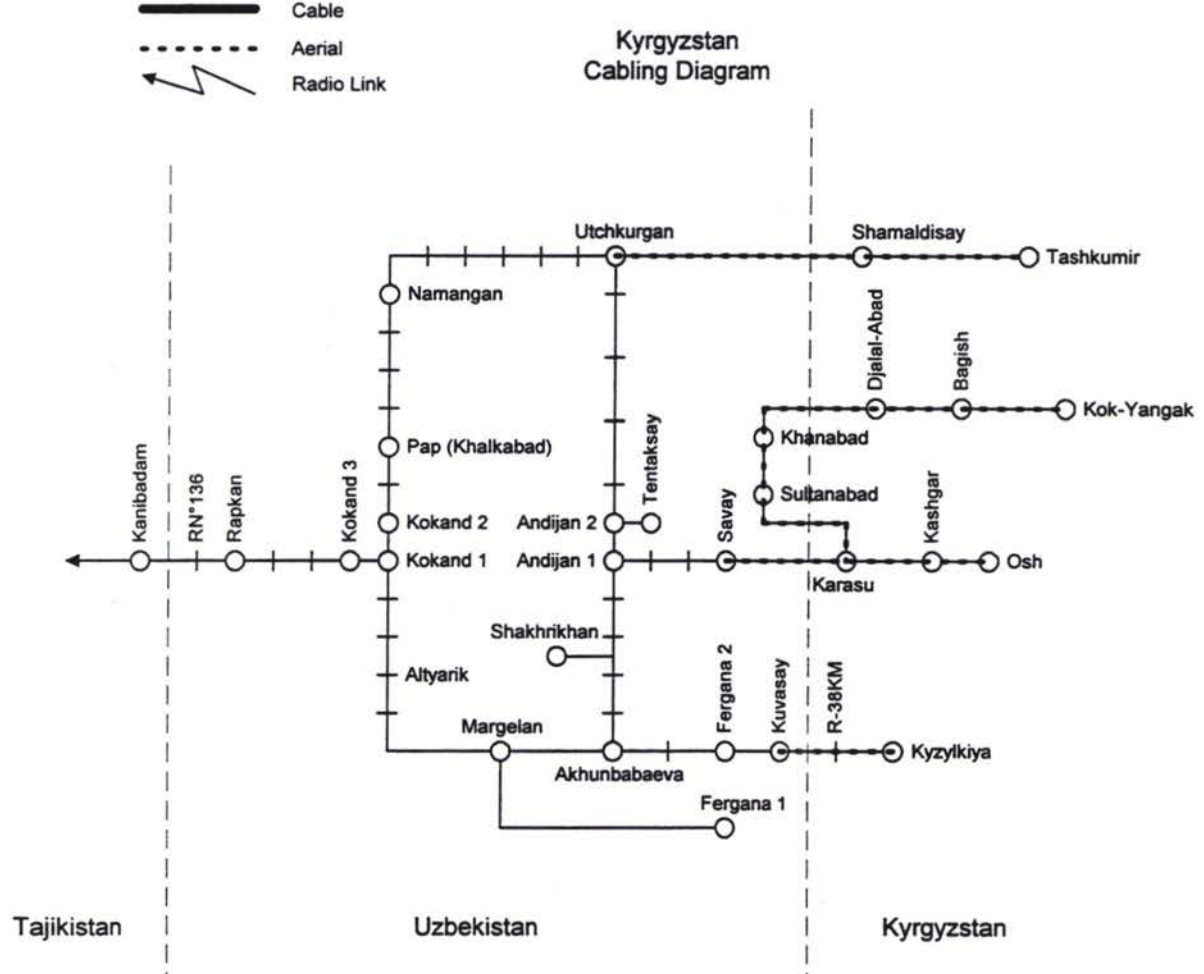 Cable
Aerial
Radio Link
Kyrgyzstan
Cabling Diagram
Utchkurgan
Shamaldisay
Tashkumir
Namangan
Djalal-Abad
Bagish
Kok-Yangak
Khanabad
Pap (Khalkabad)
Sultanabad
Kanibadam
RN°136
Rapkan
Kokand 3
Kokand 2
Andijan 2
Tentaksay
Savay
Kashgar
Kokand 1
Andijan 1
Karasu
Osh
Shakhrikhan
Altyarik
Margelan
Fergana 2
Kuvasay
R-38KM
Kyzylkiya
Akhunbabaeva
Fergana 1
Tajikistan
Uzbekistan
Kyrgyzstan